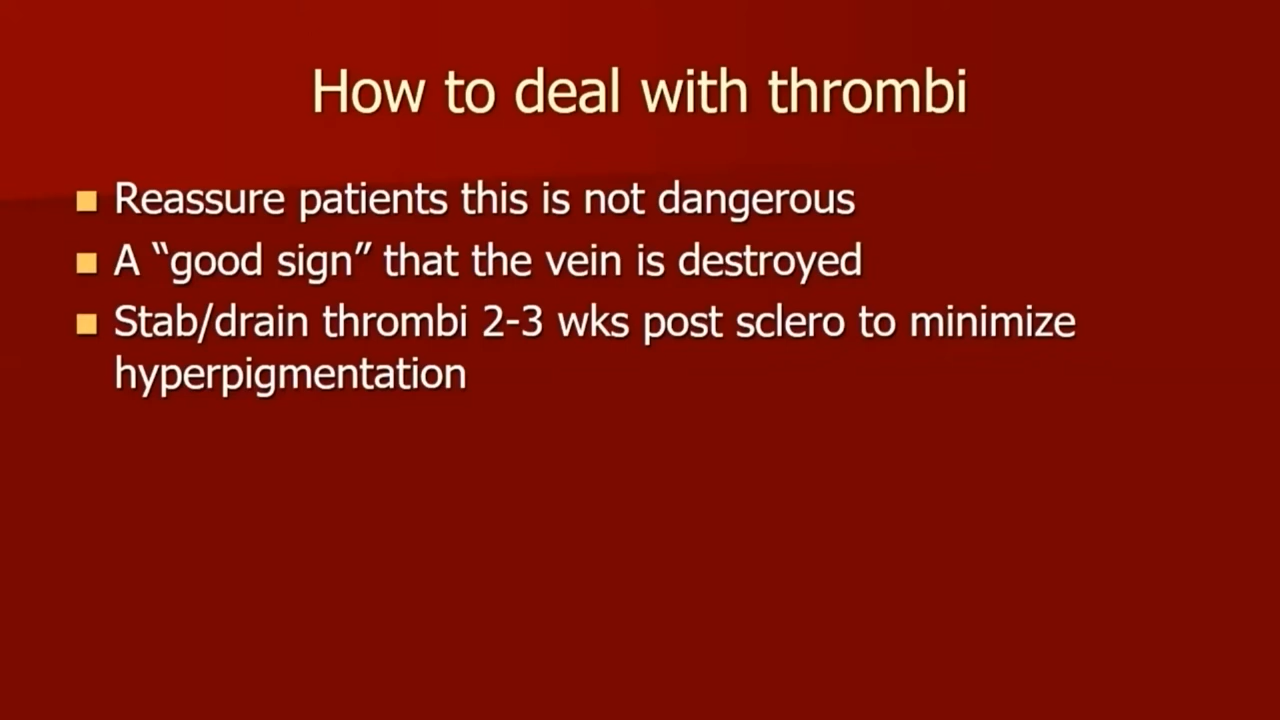 How to deal with thrombi
Reassure patients this is not dangerous
A “good sign” that the vein is destroyed
Stab/drain thrombi 2-3 wks post sclero to minimize
hyperpigmentation